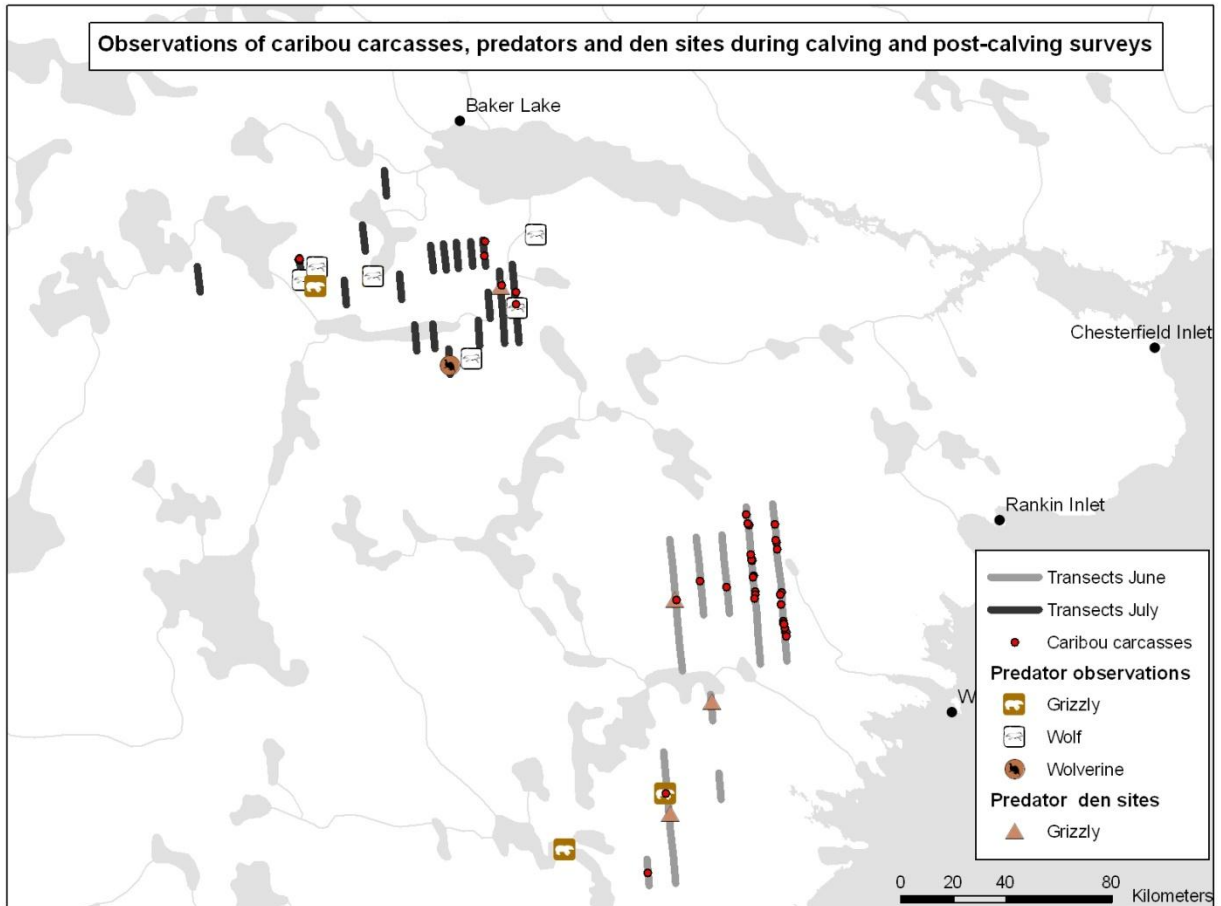 Observations of caribou carcasses, predators and den sites during calving and post-calving surveys
Baker Lake
Chesterfield Inlet
Rankin Inlet
W
Transects June
Transects July
Caribou carcasses
Predator observations
Grizzly
Wolf
Wolverine
Predator den sites
Grizzly
0 20 40 80
Kilometers